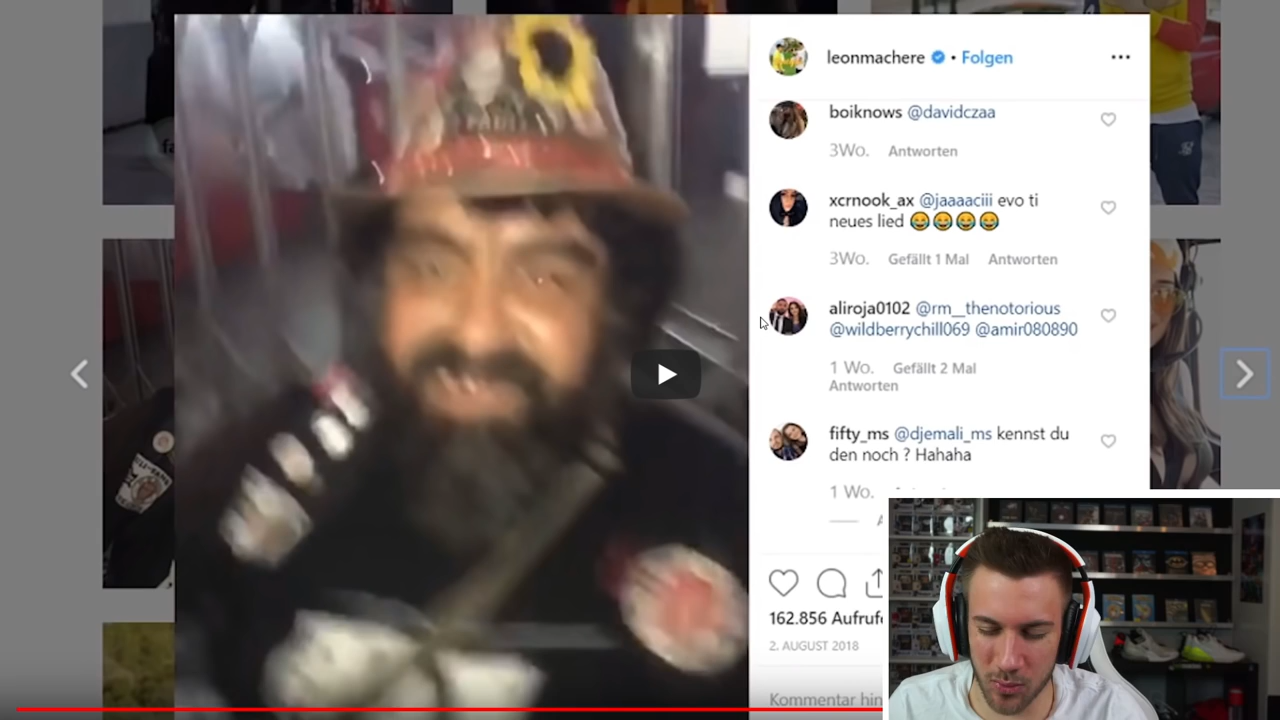 leonmachere • Folgen
boiknows @davidczaa
3Wo. Antworten
xcrnook_ax @jaaaaciii evo ti
neues lied 😂😂😂😂
3Wo. Gefällt 1 Mal Antworten
aliroja0102 @rm__thenotorious
@wildberrychill069 @amir080890
1 Wo. Gefällt 2 Mal
Antworten
fifty_ms @djemali_ms kennst du
den noch ? Hahaha
1 Wo.
162.856 Aufrufe
2. AUGUST 2018
Kommentar hin